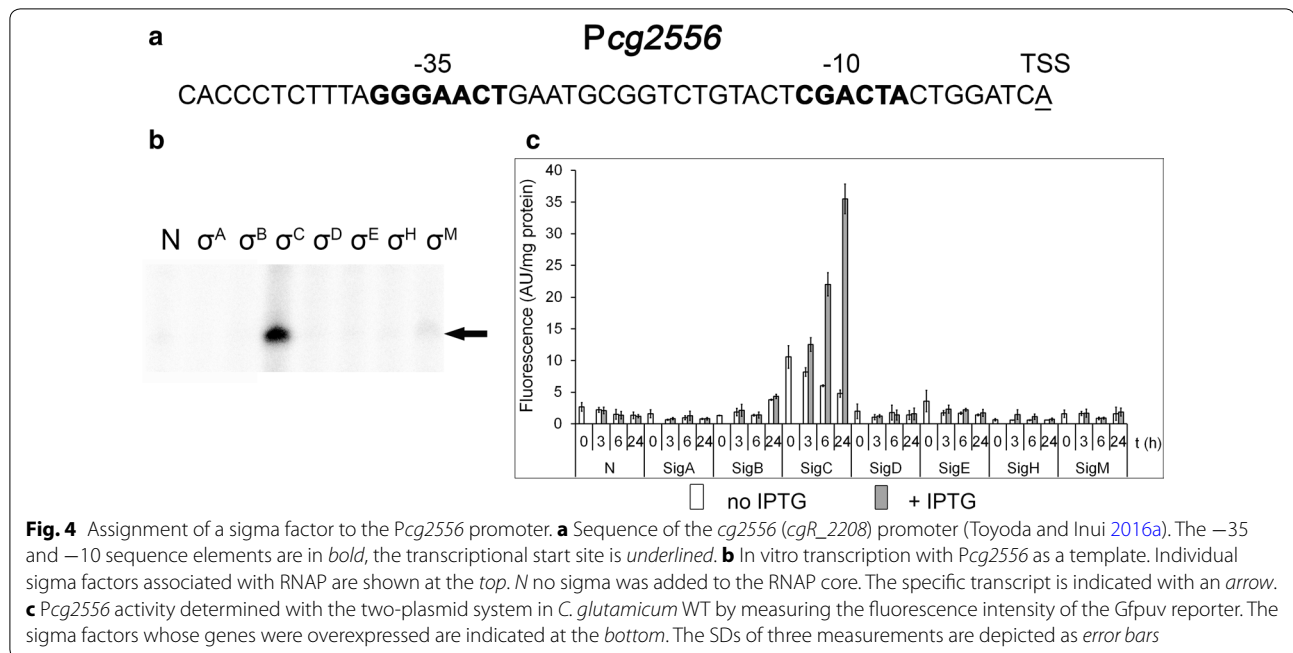 a
Pcg2556
-35 -10 TSS
CACCCTCTTTAGGGAACTGAATGCGGTCTGTACTCGACTACTGGATCA
b
N σA σB σC σD σE σH σM
c
Fluorescence (AU/mg protein)
40
35
30
25
20
15
10
5
0
0 3 6 24 0 3 6 24 0 3 6 24 0 3 6 24 0 3 6 24 0 3 6 24 0 3 6 24 0 3 6 24 t (h)
N SigA SigB SigC SigD SigE SigH SigM
no IPTG + IPTG
Fig. 4 Assignment of a sigma factor to the Pcg2556 promoter. a Sequence of the cg2556 (cgR_2208) promoter (Toyoda and Inui 2016a). The −35
and −10 sequence elements are in bold, the transcriptional start site is underlined. b In vitro transcription with Pcg2556 as a template. Individual
sigma factors associated with RNAP are shown at the top. N no sigma was added to the RNAP core. The specific transcript is indicated with an arrow.
c Pcg2556 activity determined with the two-plasmid system in C. glutamicum WT by measuring the fluorescence intensity of the Gfpuv reporter. The
sigma factors whose genes were overexpressed are indicated at the bottom. The SDs of three measurements are depicted as error bars